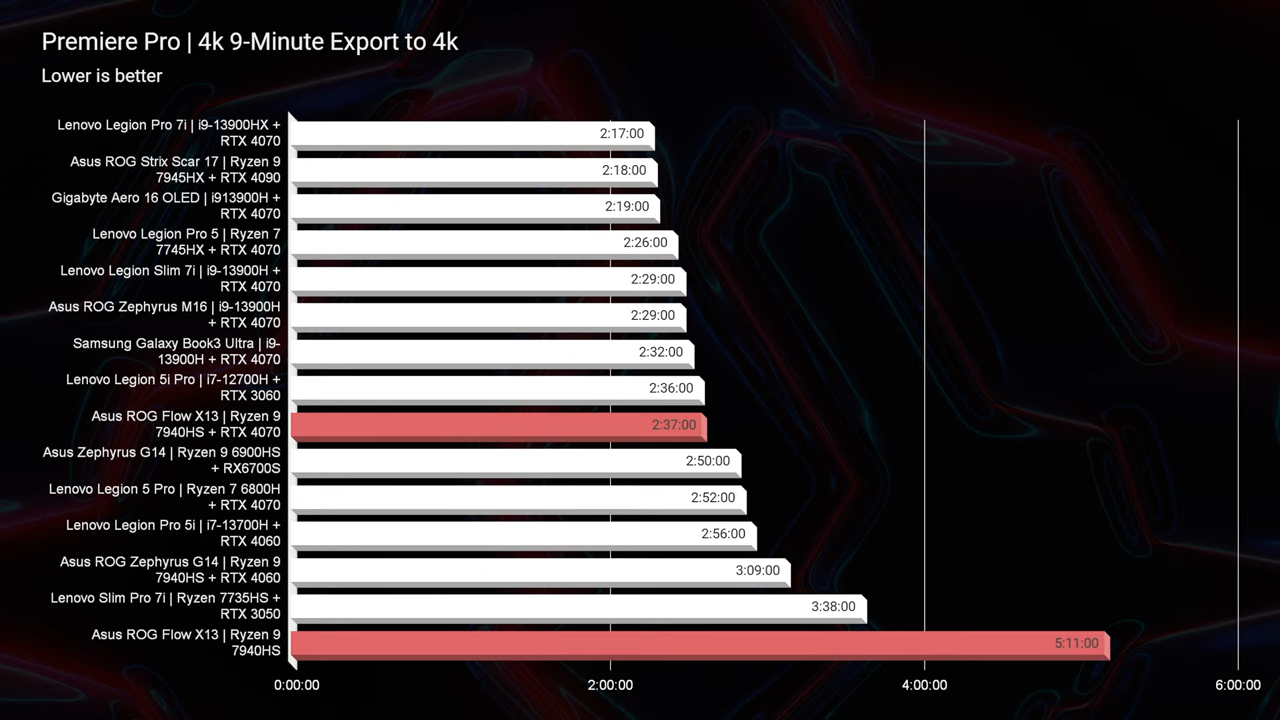 Premiere Pro | 4k 9-Minute Export to 4k
Lower is better
Lenovo Legion Pro 7i | i9-13900HX +
RTX 4070
2:17:00
Asus ROG Strix Scar 17 | Ryzen 9
7945HX + RTX 4090
2:18:00
Gigabyte Aero 16 OLED | i913900H +
RTX 4070
2:19:00
Lenovo Legion Pro 5 | Ryzen 7
7745HX + RTX 4070
2:26:00
Lenovo Legion Slim 7i | i9-13900H +
RTX 4070
2:29:00
Asus ROG Zephyrus M16 | i9-13900H
+ RTX 4070
2:29:00
Samsung Galaxy Book3 Ultra | i9-
13900H + RTX 4070
2:32:00
Lenovo Legion 5i Pro | i7-12700H +
RTX 3060
2:36:00
Asus ROG Flow X13 | Ryzen 9
7940HS + RTX 4070
2:37:00
Asus Zephyrus G14 | Ryzen 9 6900HS
+ RX6700S
2:50:00
Lenovo Legion 5 Pro | Ryzen 7 6800H
+ RTX 4070
2:52:00
Lenovo Legion Pro 5i | i7-13700H +
RTX 4060
2:56:00
Asus ROG Zephyrus G14 | Ryzen 9
7940HS + RTX 4060
3:09:00
Lenovo Slim Pro 7i | Ryzen 7735HS +
RTX 3050
3:38:00
Asus ROG Flow X13 | Ryzen 9
7940HS
5:11:00
0:00:00
2:00:00
4:00:00
6:00:00